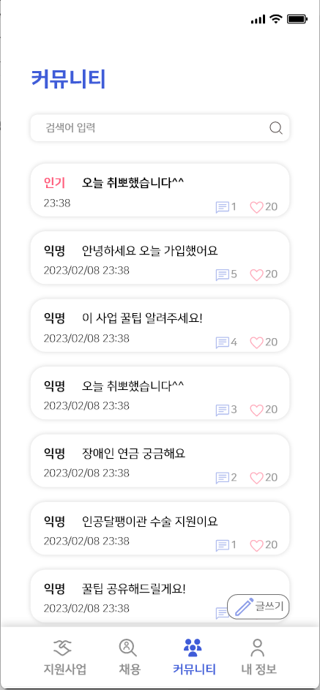 커뮤니티
검색어 입력
인기 오늘 취뽀했습니다^^
23:38 1 20
익명 안녕하세요 오늘 가입했어요
2023/02/08 23:38 5 20
익명 이 사업 꿀팁 알려주세요!
2023/02/08 23:38 4 20
익명 오늘 취뽀했습니다^^
2023/02/08 23:38 3 20
익명 장애인 연금 궁금해요
2023/02/08 23:38 2 20
익명 인공달팽이관 수술 지원이요
2023/02/08 23:38 1 20
익명 꿀팁 공유해드릴게요!
2023/02/08 23:38 글쓰기
지원사업 채용 커뮤니티 내 정보